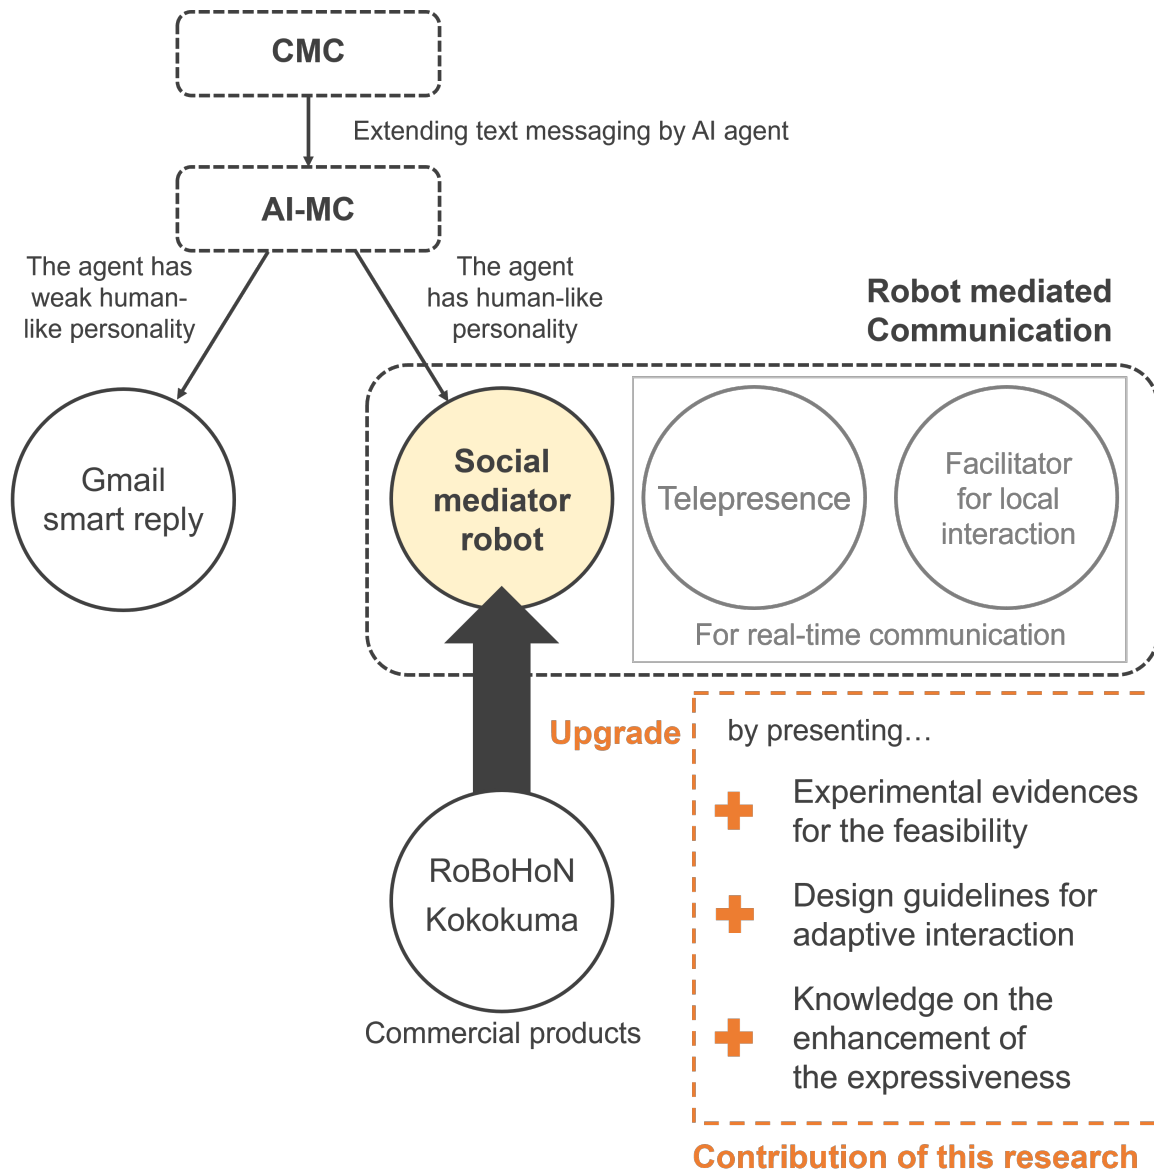 CMC
Extending text messaging by AI agent
AI-MC
The agent has
weak human-
like personality
The agent
has human-like
personality
Robot mediated
Communication
Gmail
smart reply
Social
mediator
robot
Telepresence
Facilitator
for local
interaction
For real-time communication
Upgrade
by presenting…
Experimental evidences
for the feasibility
Design guidelines for
adaptive interaction
Knowledge on the
enhancement of
the expressiveness
RoBoHoN
Kokokuma
Commercial products
Contribution of this research